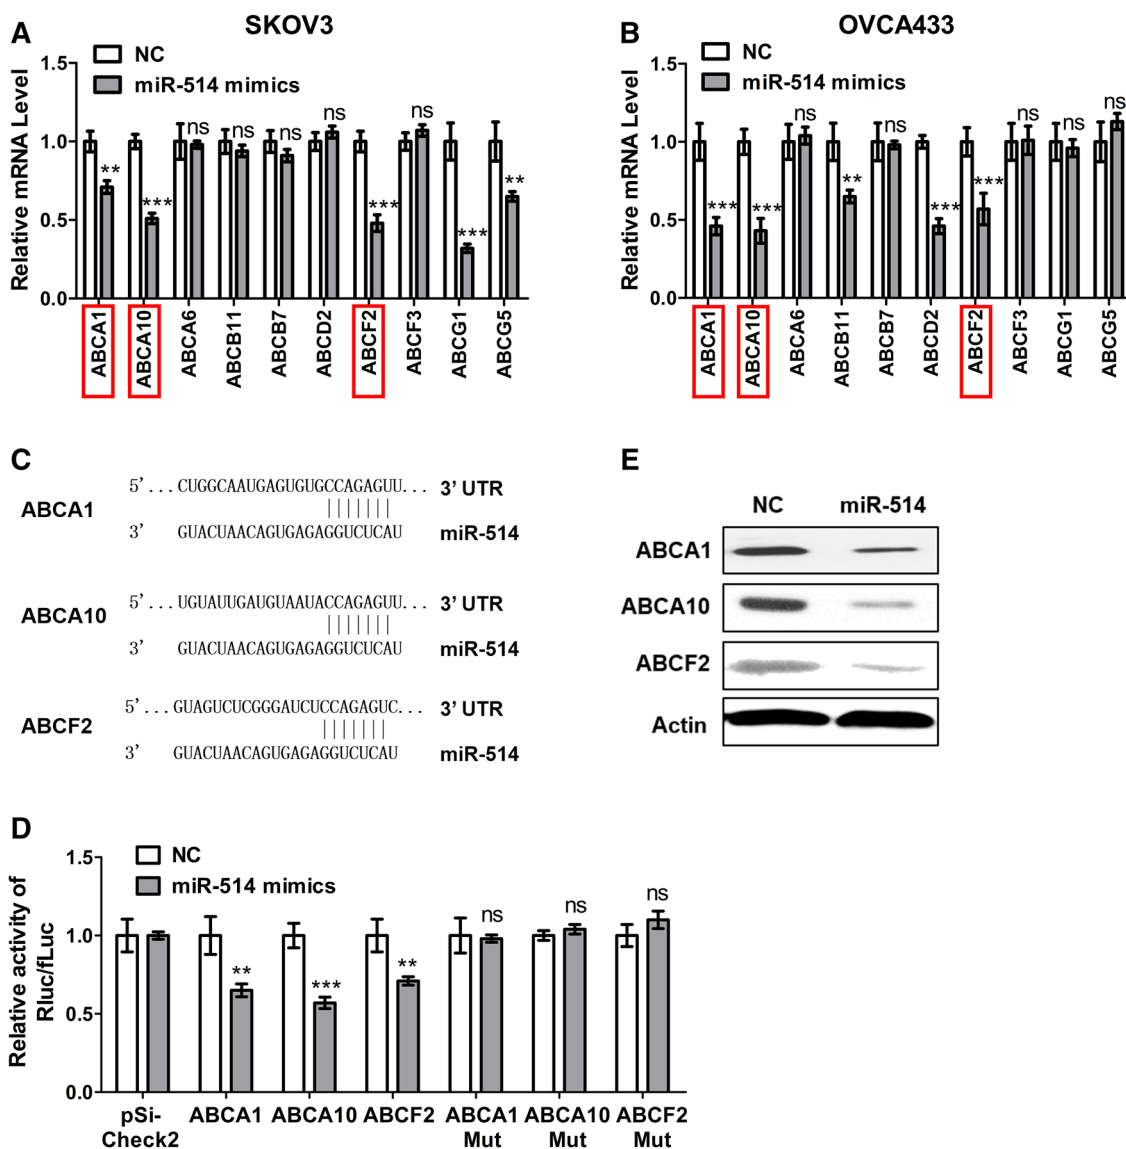 A
SKOV3
NC
miR-514 mimics
Relative mRNA Level
1.5
1.0
0.5
0.0
**
***
ns
ns
ns
ns
***
ns
***
**
ABCA1
ABCA10
ABCA6
ABCB11
ABCB7
ABCD2
ABCF2
ABCF3
ABCG1
ABCG5
B
OVCA433
NC
miR-514 mimics
Relative mRNA Level
1.5
1.0
0.5
0.0
***
***
ns
**
ns
***
***
ns
ns
ns
ABCA1
ABCA10
ABCA6
ABCB11
ABCB7
ABCD2
ABCF2
ABCF3
ABCG1
ABCG5
C
ABCA1
5' ... CUGGCAAUGAGUGUGCCAGAGUU... 3' UTR
3' GUACUAACAGUGAGAGGUCUCAU miR-514
ABCA10
5' ... UGUAUUGAUGUAAUACCAGAGUU... 3' UTR
3' GUACUAACAGUGAGAGGUCUCAU miR-514
ABCF2
5' ... GUAGUCUCGGGAUCUCCAGAGUC... 3' UTR
3' GUACUAACAGUGAGAGGUCUCAU miR-514
E
NC miR-514
ABCA1
ABCA10
ABCF2
Actin
D
NC
miR-514 mimics
Relative activity of
Rluc/fLuc
1.5
1.0
0.5
0.0
**
***
**
ns
ns
ns
pSi-
Check2
ABCA1
ABCA10
ABCF2
ABCA1
Mut
ABCA10
Mut
ABCF2
Mut